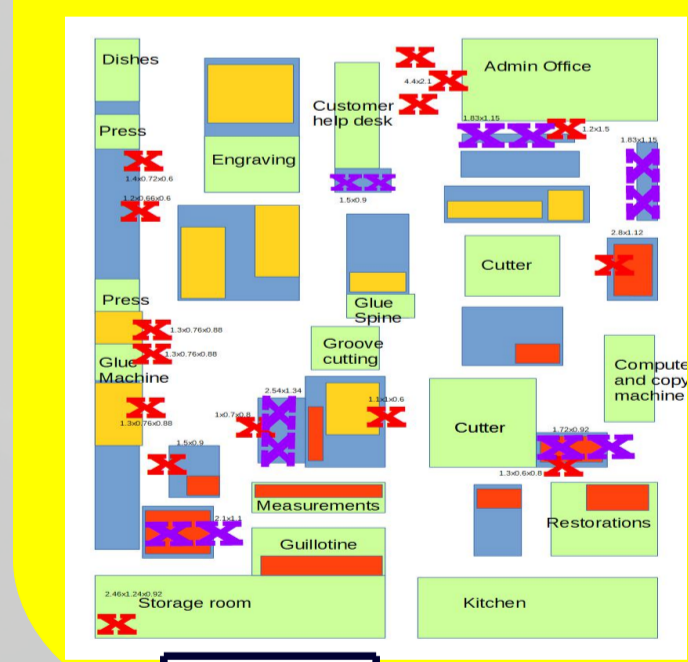 Dishes
Press
1.4x0.72x0.6
1.2x0.66x0.6
Engraving
Customer
help desk
1.5x0.9
4.4x2.1
Admin Office
1.83x1.15
1.2x1.5
1.83x1.15
2.8x1.12
Cutter
Press
1.3x0.76x0.88
1.3x0.76x0.88
Glue
Machine
1.3x0.76x0.88
Glue
Spine
Groove
cutting
Compute
and copy
machine
2.54x1.34
1x0.7x0.8
1.1x1x0.6
Cutter
1.72x0.92
1.3x0.6x0.8
1.5x0.9
2.1x1.1
Measurements
Guillotine
Restorations
2.46x1.24x0.92
Storage room
Kitchen